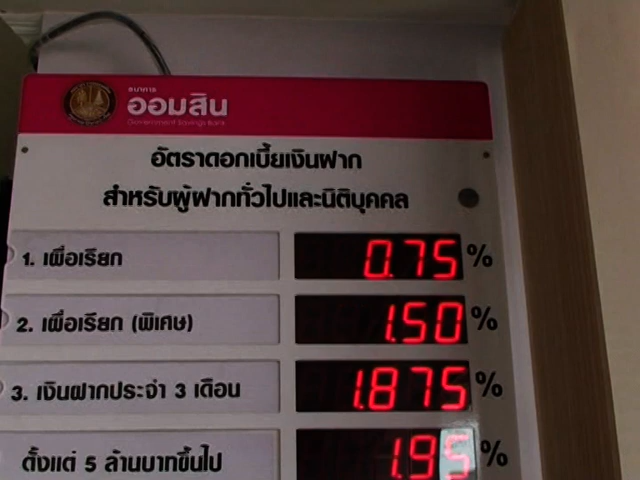 ธนาคาร
ออมสิน
Government Savings Bank
อัตราดอกเบี้ยเงินฝาก
สำหรับผู้ฝากทั่วไปและนิติบุคคล
1. เผื่อเรียก 0.75 %
2. เผื่อเรียก (พิเศษ) 1.50 %
3. เงินฝากประจำ 3 เดือน 1.875 %
ตั้งแต่ 5 ล้านบาทขึ้นไป 1.95 %